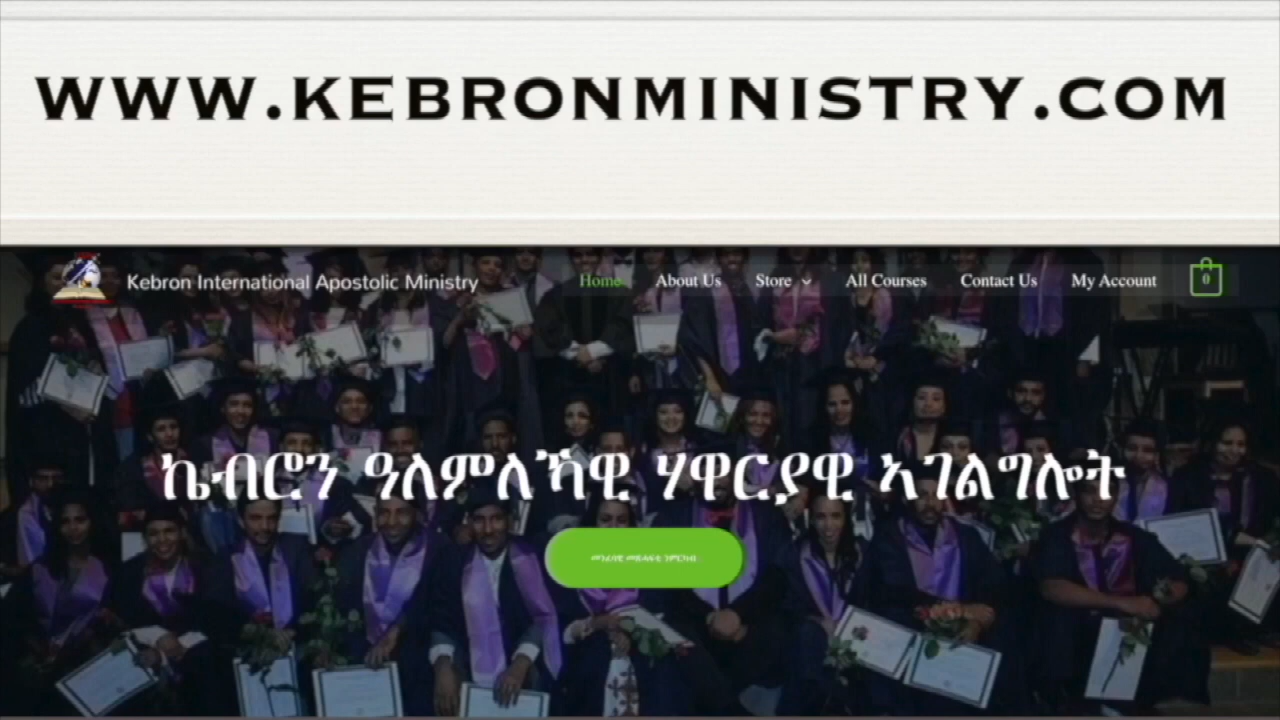 WWW.KEBRONMINISTRY.COM
Kebron International Apostolic Ministry
Home
About Us
Store
All Courses
Contact Us
My Account
0
ኬብሮን ዓለምለኻዊ ሃዋርያዊ ኣገልግሎት